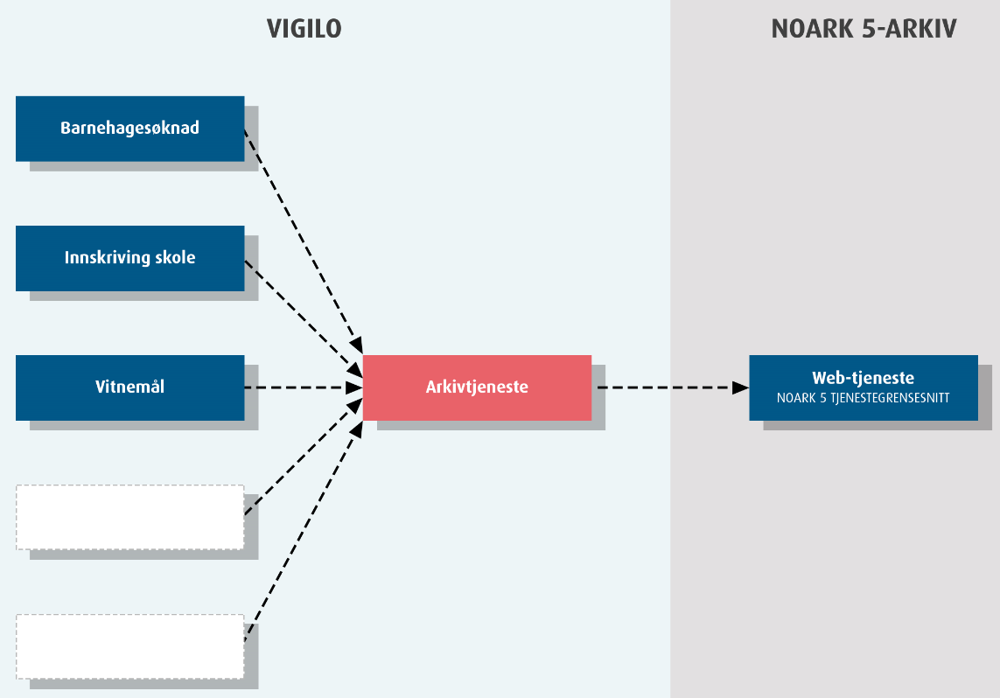 VIGILO
NOARK 5-ARKIV
Barnehagesøknad
Innskriving skole
Vitnemål
Arkivtjeneste
Web-tjeneste
NOARK 5 TJENESTEGRENSESNITT